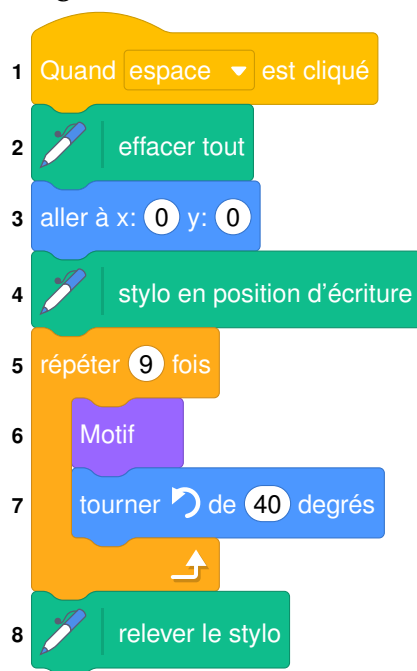 1 Quand espace est cliqué
2 effacer tout
3 aller à x: 0 y: 0
4 stylo en position d'écriture
5 répéter 9 fois
6 Motif
7 tourner de 40 degrés
8 relever le stylo